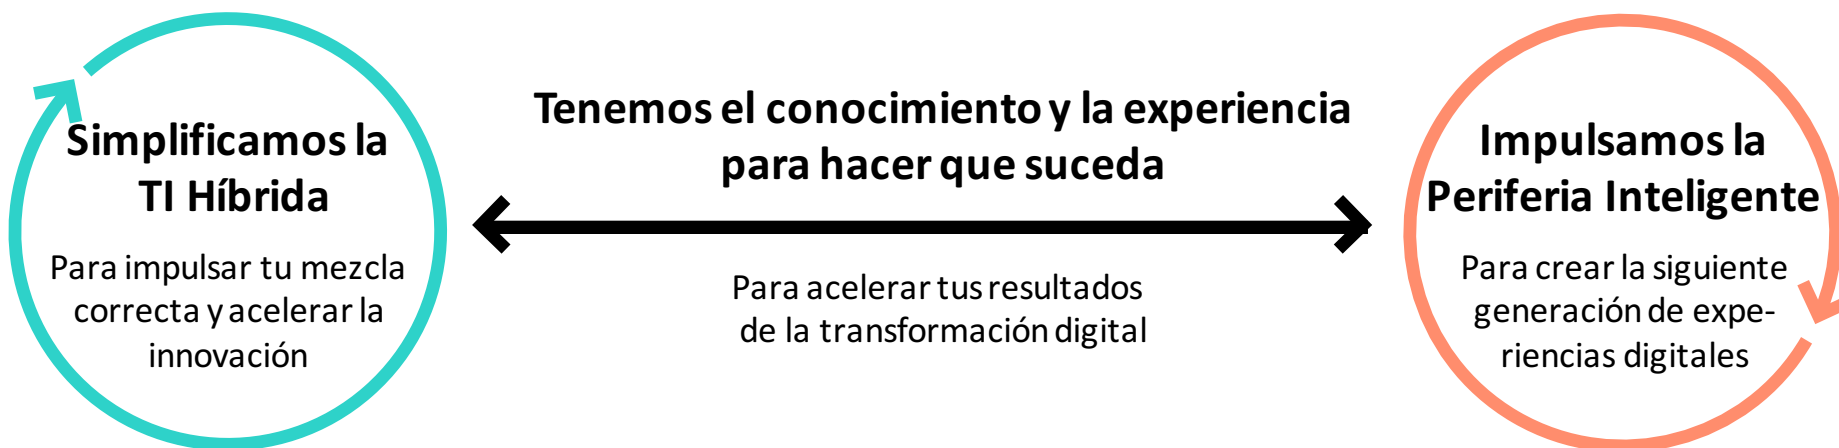 Simplificamos la
TI Híbrida
Para impulsar tu mezcla
correcta y acelerar la
innovación
Tenemos el conocimiento y la experiencia
para hacer que suceda
Para acelerar tus resultados
de la transformación digital
Impulsamos la
Periferia Inteligente
Para crear la siguiente
generación de expe-
riencias digitales